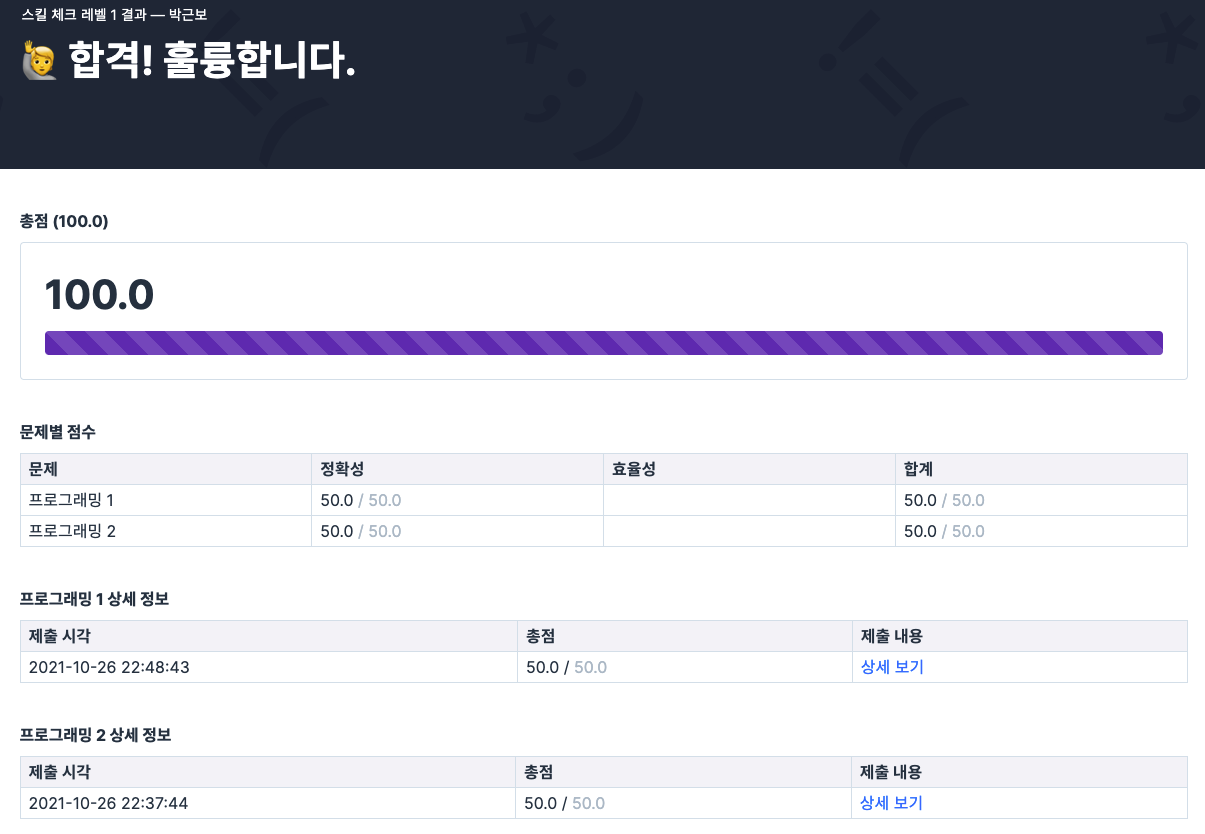 스킬 체크 레벨 1 결과 — 박근보
🙋 합격! 훌륭합니다.
총점 (100.0)
100.0
문제별 점수
문제 정확성 효율성 합계
프로그래밍 1 50.0 / 50.0 50.0 / 50.0
프로그래밍 2 50.0 / 50.0 50.0 / 50.0
프로그래밍 1 상세 정보
제출 시각 총점 제출 내용
2021-10-26 22:48:43 50.0 / 50.0 상세 보기
프로그래밍 2 상세 정보
제출 시각 총점 제출 내용
2021-10-26 22:37:44 50.0 / 50.0 상세 보기